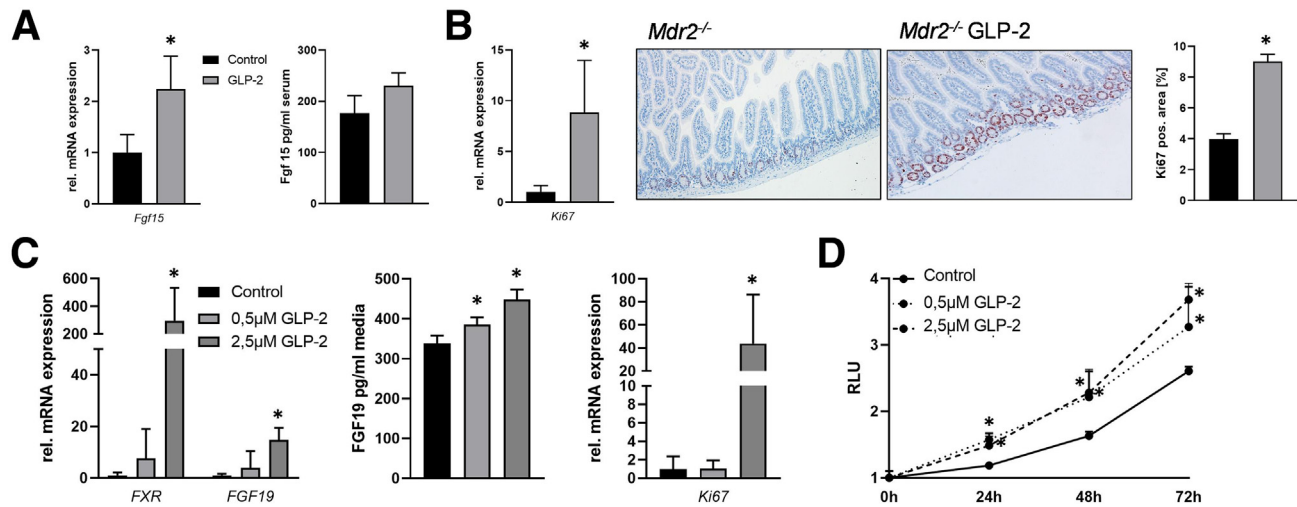 A
rel. mRNA expression
3
2
1
0
*
Fgf15
Control
GLP-2
Fgf 15 pg/ml serum
300
200
100
0
B
rel. mRNA expression
15
10
5
0
*
Ki67
Mdr2-/-
Mdr2-/- GLP-2
Ki67 pos. area [%]
10
8
6
4
2
0
*
C
rel. mRNA expression
600
400
200
40
20
0
*
*
FXR
FGF19
Control
0,5µM GLP-2
2,5µM GLP-2
FGF19 pg/ml media
500
400
300
200
100
0
*
*
rel. mRNA expression
100
80
60
40
20
10
8
6
4
2
0
*
Ki67
D
RLU
4
3
2
1
Control
0,5µM GLP-2
2,5µM GLP-2
*
*
*
*
*
*
0h
24h
48h
72h